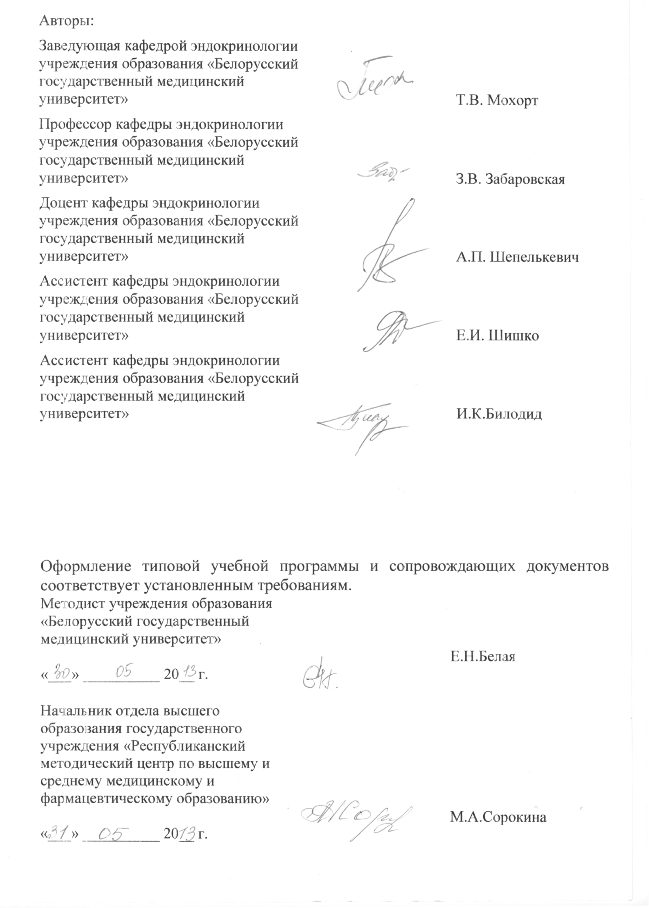 Авторы:
Заведующая кафедрой эндокринологии
учреждения образования «Белорусский
государственный медицинский
университет»
Т.В. Мохорт
Профессор кафедры эндокринологии
учреждения образования «Белорусский
государственный медицинский
университет»
З.В. Забаровская
Доцент кафедры эндокринологии
учреждения образования «Белорусский
государственный медицинский
университет»
А.П. Шепелькевич
Ассистент кафедры эндокринологии
учреждения образования «Белорусский
государственный медицинский
университет»
Е.И. Шишко
Ассистент кафедры эндокринологии
учреждения образования «Белорусский
государственный медицинский
университет»
И.К.Билодид
Оформление типовой учебной программы и сопровождающих документов
соответствует установленным требованиям.
Методист учреждения образования
«Белорусский государственный
медицинский университет»
Е.Н.Белая
«30» 05 2013 г.
Начальник отдела высшего
образования государственного
учреждения «Республиканский
методический центр по высшему и
среднему медицинскому и
фармацевтическому образованию»
М.А.Сорокина
«31» 05 2013 г.